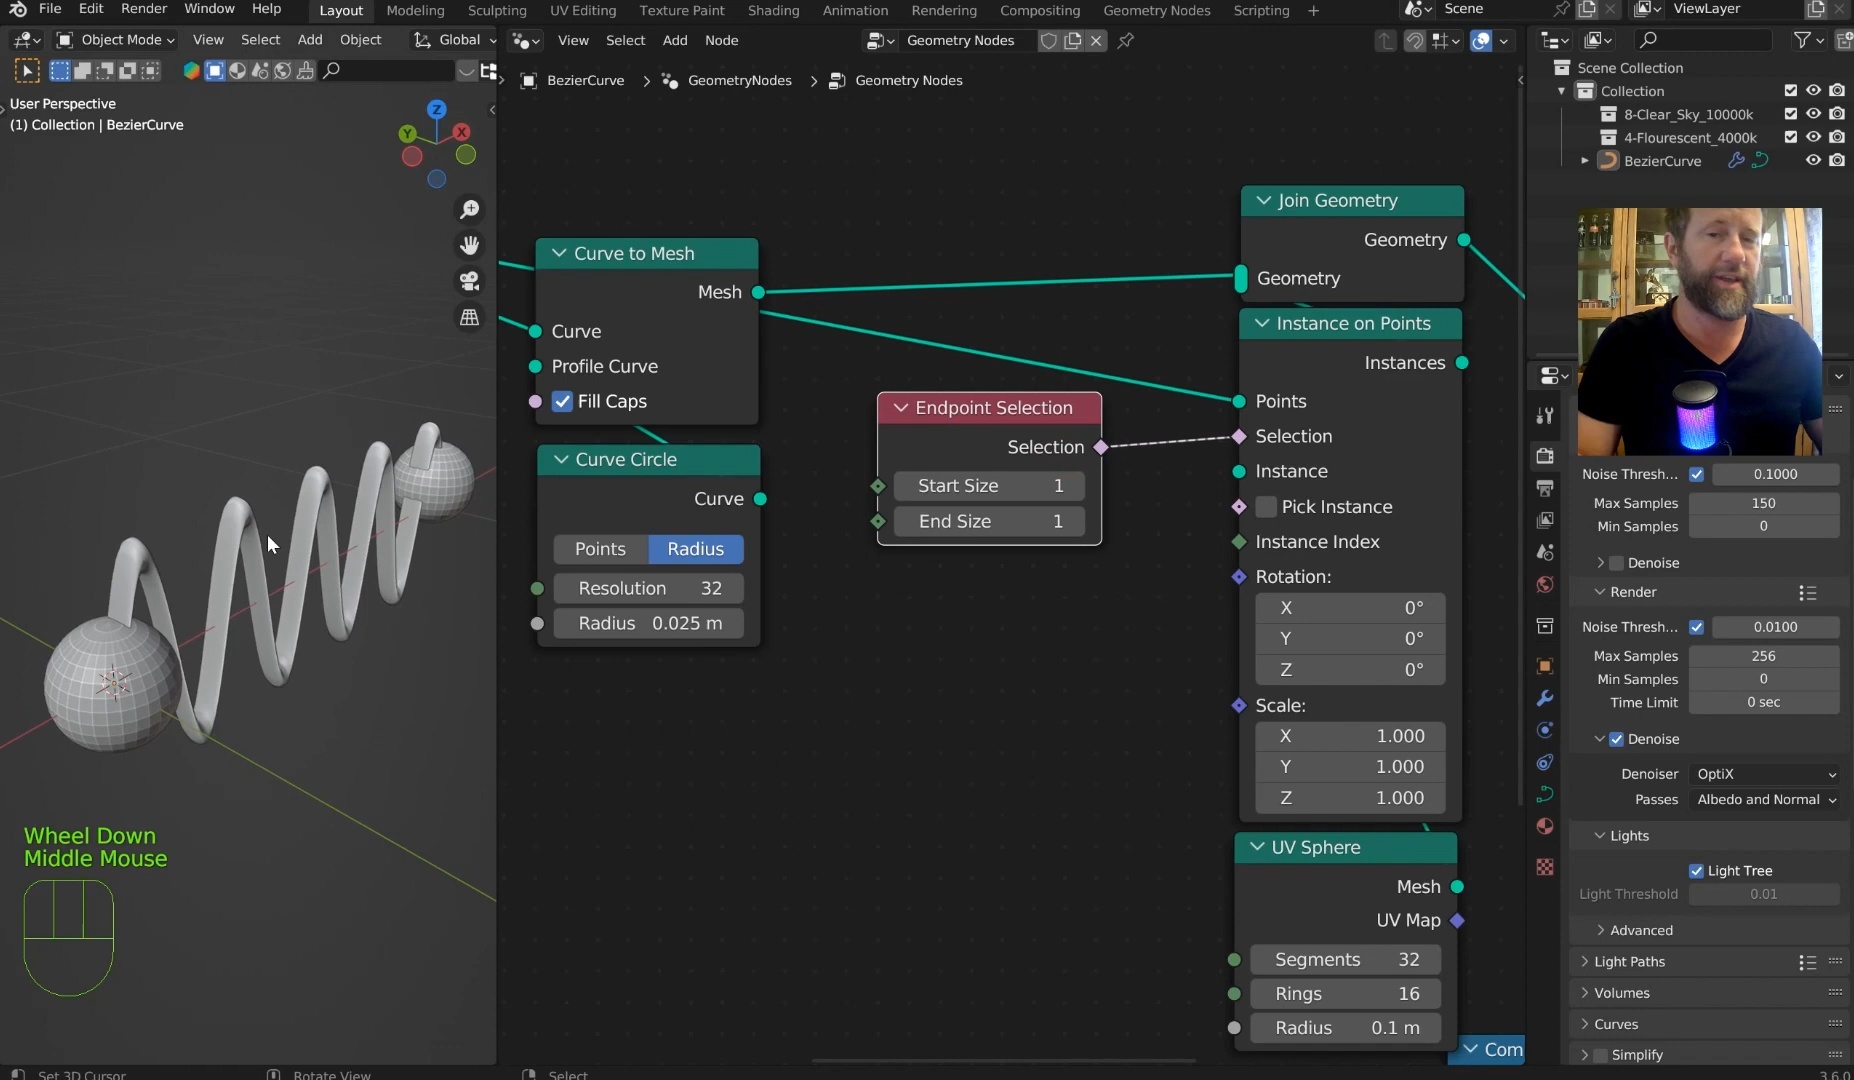 File Edit Render Window Help Layout Modeling Sculpting UV Editing Texture Paint Shading Animation Rendering Compositing Geometry Nodes Scripting + Scene ViewLayer
Object Mode View Select Add Object Global View Select Add Node Geometry Nodes
User Perspective
(1) Collection | BezierCurve
Z
Y
X
BezierCurve > GeometryNodes > Geometry Nodes
Curve to Mesh
Mesh
Curve
Profile Curve
Fill Caps
Curve Circle
Curve
Points Radius
Resolution 32
Radius 0.025 m
Endpoint Selection
Selection
Start Size 1
End Size 1
Join Geometry
Geometry
Geometry
Instance on Points
Instances
Points
Selection
Instance
Pick Instance
Instance Index
Rotation:
X 0°
Y 0°
Z 0°
Scale:
X 1.000
Y 1.000
Z 1.000
UV Sphere
Mesh
UV Map
Segments 32
Rings 16
Radius 0.1 m
Com
Scene Collection
Collection
8-Clear_Sky_10000k
4-Flourescent_4000k
BezierCurve
Noise Thresh... 0.1000
Max Samples 150
Min Samples 0
Denoise
Render
Noise Thresh... 0.0100
Max Samples 256
Min Samples 0
Time Limit 0 sec
Denoise
Denoiser OptiX
Passes Albedo and Normal
Lights
Light Tree
Light Threshold 0.01
Advanced
Light Paths
Volumes
Curves
Simplify
Wheel Down
Middle Mouse
Set 3D Cursor Rotate View Select 3.6.0